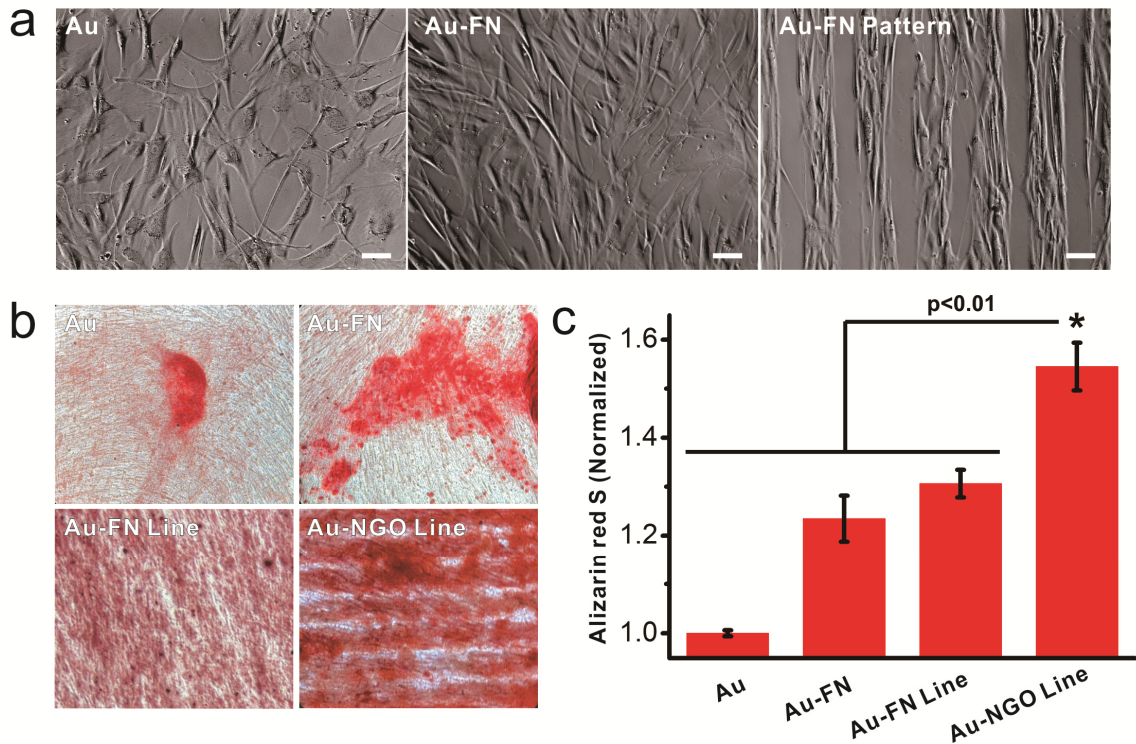 a
Au
Au-FN
Au-FN Pattern
b
Au
Au-FN
Au-FN Line
Au-NGO Line
c
p<0.01
*
Alizarin red S (Normalized)
1.6
1.4
1.2
1.0
Au
Au-FN
Au-FN Line
Au-NGO Line